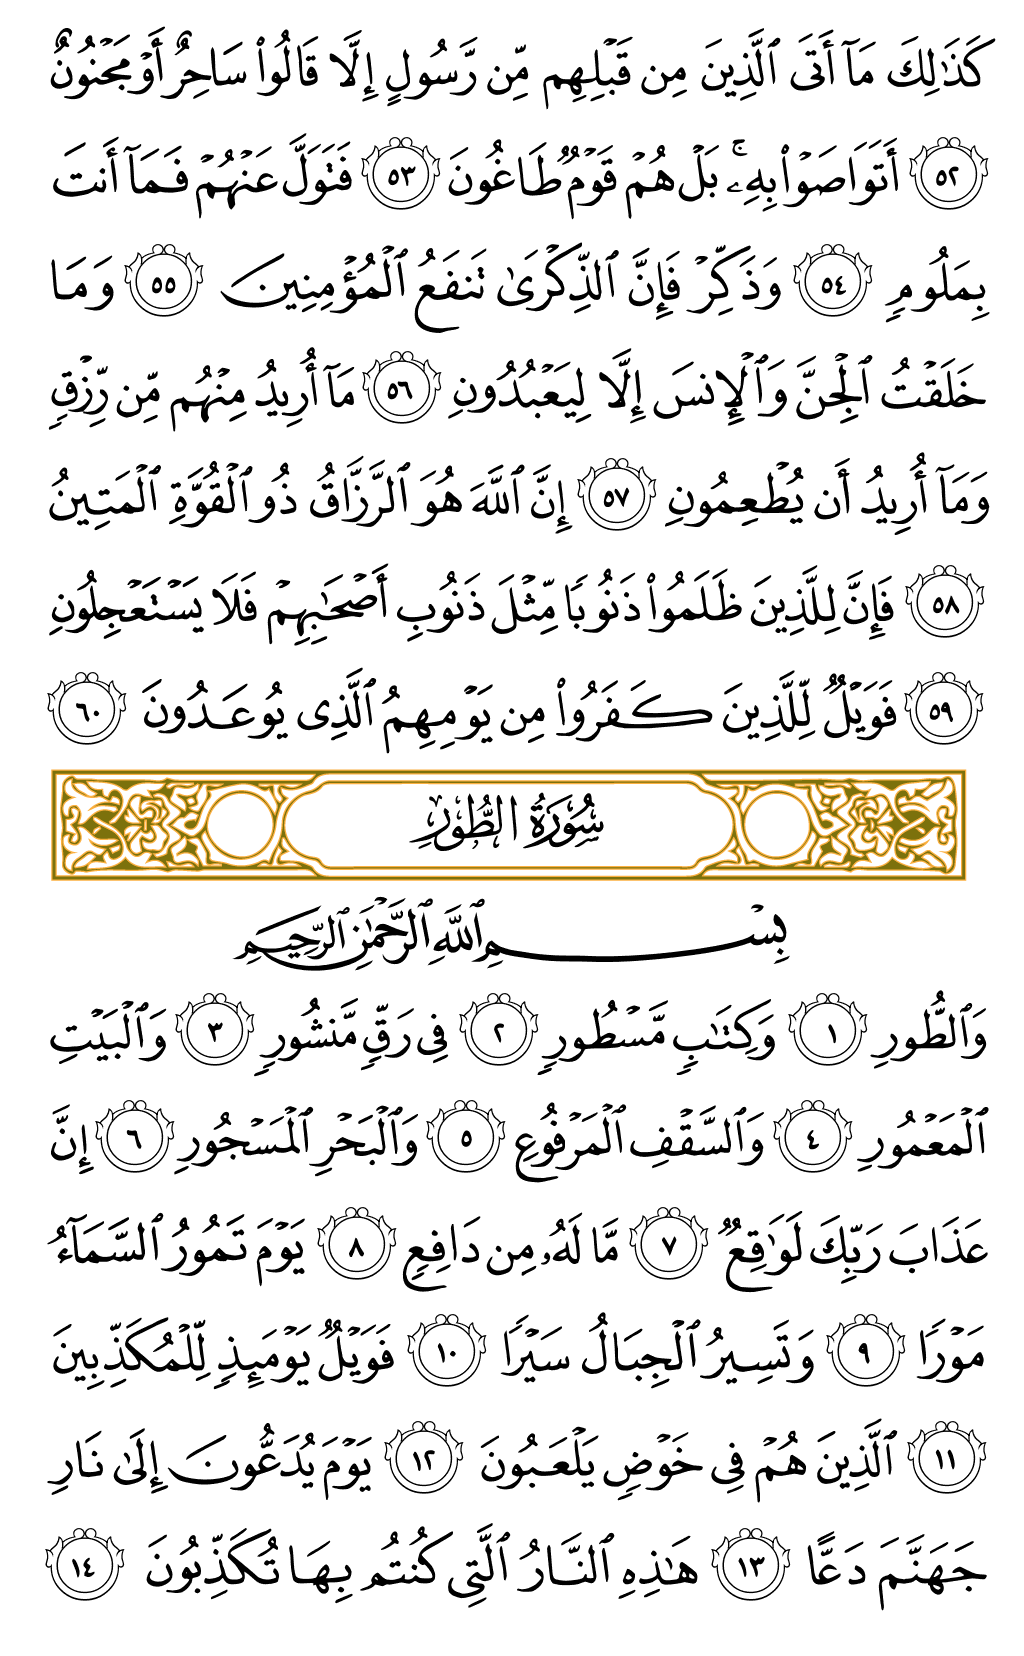 كَذَٰلِكَ مَآ أَتَى ٱلَّذِينَ مِن قَبۡلِهِم مِّن رَّسُولٍ إِلَّا قَالُواْ سَاحِرٌ أَوۡ مَجۡنُونٌ
٥٢ أَتَوَاصَوۡاْ بِهِۦۚ بَلۡ هُمۡ قَوۡمٞ طَاغُونَ ٥٣ فَتَوَلَّ عَنۡهُمۡ فَمَآ أَنتَ
بِمَلُومٖ ٥٤ وَذَكِّرۡ فَإِنَّ ٱلذِّكۡرَىٰ تَنفَعُ ٱلۡمُؤۡمِنِينَ ٥٥ وَمَا
خَلَقۡتُ ٱلۡجِنَّ وَٱلۡإِنسَ إِلَّا لِيَعۡبُدُونِ ٥٦ مَآ أُرِيدُ مِنۡهُم مِّن رِّزۡقٖ
وَمَآ أُرِيدُ أَن يُطۡعِمُونِ ٥٧ إِنَّ ٱللَّهَ هُوَ ٱلرَّزَّاقُ ذُو ٱلۡقُوَّةِ ٱلۡمَتِينُ
٥٨ فَإِنَّ لِلَّذِينَ ظَلَمُواْ ذَنُوبٗا مِّثۡلَ ذَنُوبِ أَصۡحَٰبِهِمۡ فَلَا يَسۡتَعۡجِلُونِ
٥٩ فَوَيۡلٞ لِّلَّذِينَ كَفَرُواْ مِن يَوۡمِهِمُ ٱلَّذِي يُوعَدُونَ ٦٠
سُورَةُ الطُّورِ
بِسۡمِ ٱللَّهِ ٱلرَّحۡمَٰنِ ٱلرَّحِيمِ
وَٱلطُّورِ ١ وَكِتَٰبٖ مَّسۡطُورٖ ٢ فِي رَقّٖ مَّنشُورٖ ٣ وَٱلۡبَيۡتِ
ٱلۡمَعۡمُورِ ٤ وَٱلسَّقۡفِ ٱلۡمَرۡفُوعِ ٥ وَٱلۡبَحۡرِ ٱلۡمَسۡجُورِ ٦ إِنَّ
عَذَابَ رَبِّكَ لَوَٰقِعٞ ٧ مَّا لَهُۥ مِن دَافِعٖ ٨ يَوۡمَ تَمُورُ ٱلسَّمَآءُ
مَوۡرٗا ٩ وَتَسِيرُ ٱلۡجِبَالُ سَيۡرٗا ١٠ فَوَيۡلٞ يَوۡمَئِذٖ لِّلۡمُكَذِّبِينَ
١١ ٱلَّذِينَ هُمۡ فِي خَوۡضٖ يَلۡعَبُونَ ١٢ يَوۡمَ يُدَعُّونَ إِلَىٰ نَارِ
جَهَنَّمَ دَعًّا ١٣ هَٰذِهِ ٱلنَّارُ ٱلَّتِي كُنتُم بِهَا تُكَذِّبُونَ ١٤